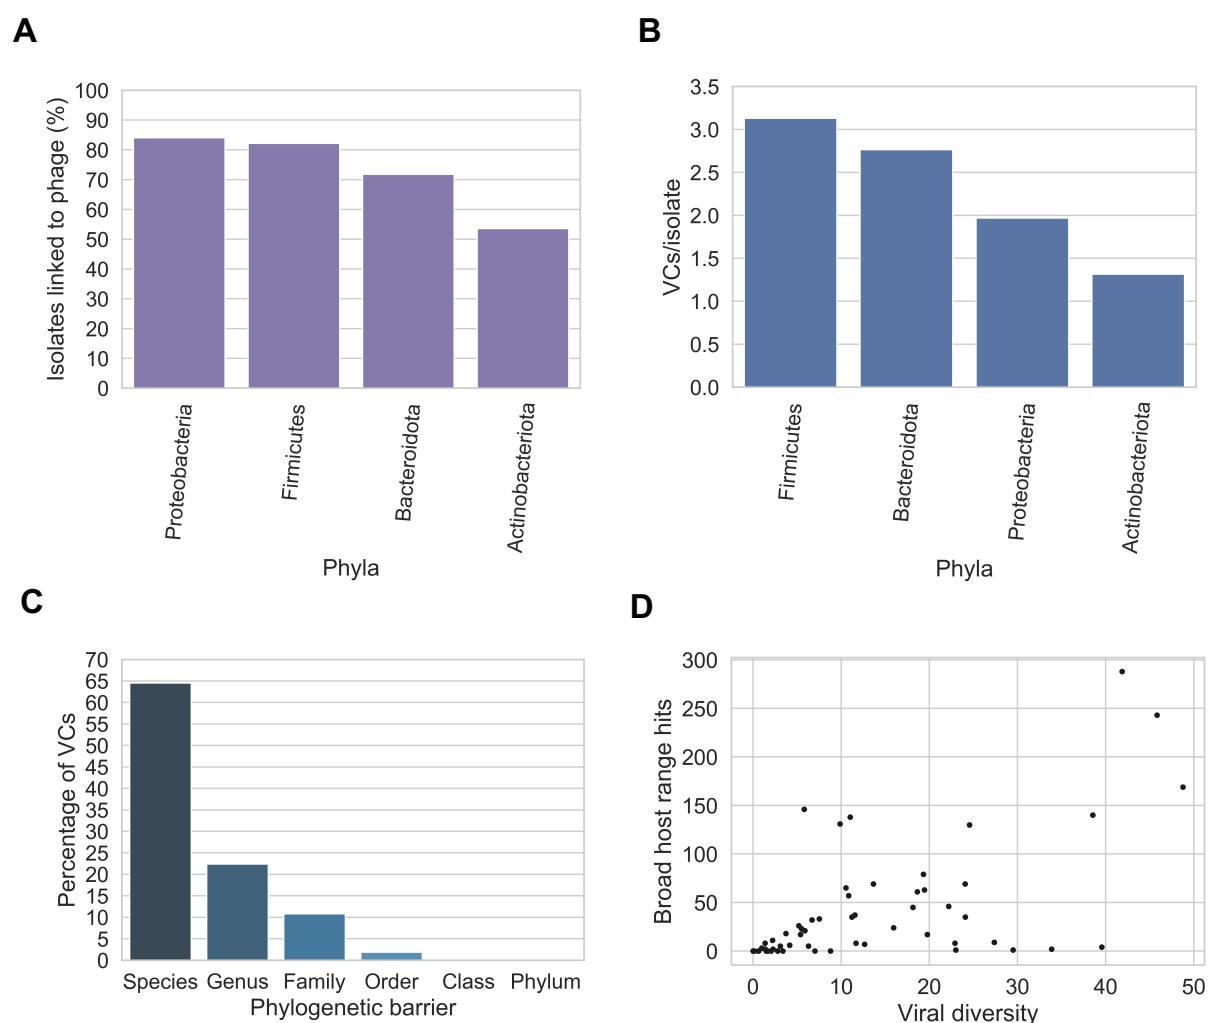 A
Isolates linked to phage (%)
100
90
80
70
60
50
40
30
20
10
0
Proteobacteria
Firmicutes
Bacteroidota
Actinobacteriota
Phyla
B
VCs/isolate
3.5
3.0
2.5
2.0
1.5
1.0
0.5
0.0
Firmicutes
Bacteroidota
Proteobacteria
Actinobacteriota
Phyla
C
Percentage of VCs
70
65
60
55
50
45
40
35
30
25
20
15
10
5
0
Species Genus Family Order Class Phylum
Phylogenetic barrier
D
Broad host range hits
300
250
200
150
100
50
0
0 10 20 30 40 50
Viral diversity